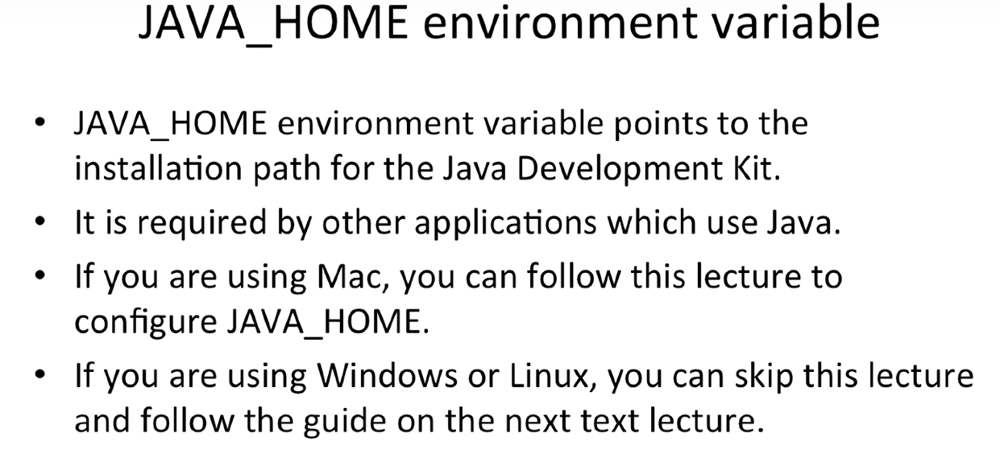 JAVA_HOME environment variable
• JAVA_HOME environment variable points to the
installation path for the Java Development Kit.
• It is required by other applications which use Java.
• If you are using Mac, you can follow this lecture to
configure JAVA_HOME.
• If you are using Windows or Linux, you can skip this lecture
and follow the guide on the next text lecture.